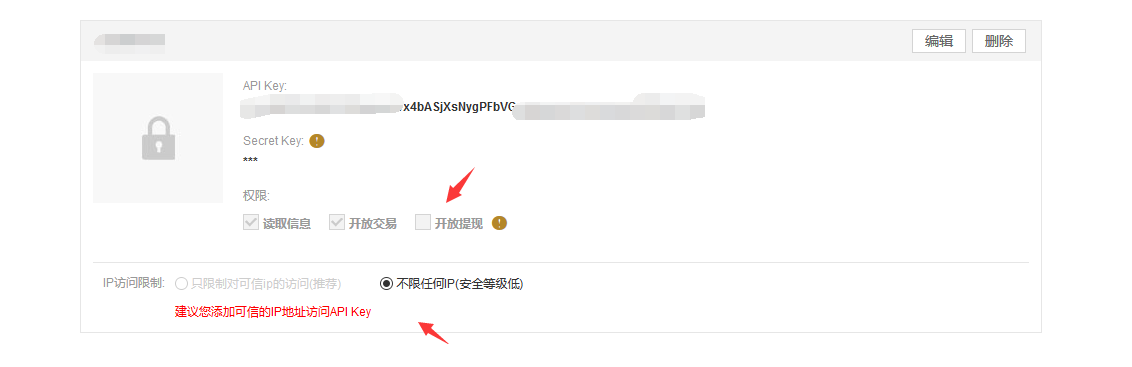 编辑 删除
API Key:
x4bASjXsNygPFbVG
Secret Key: !
***
权限:
读取信息 开放交易 开放提现 !
IP访问限制: 只限制对可信ip的访问(推荐) 不限任何IP(安全等级低)
建议您添加可信的IP地址访问API Key